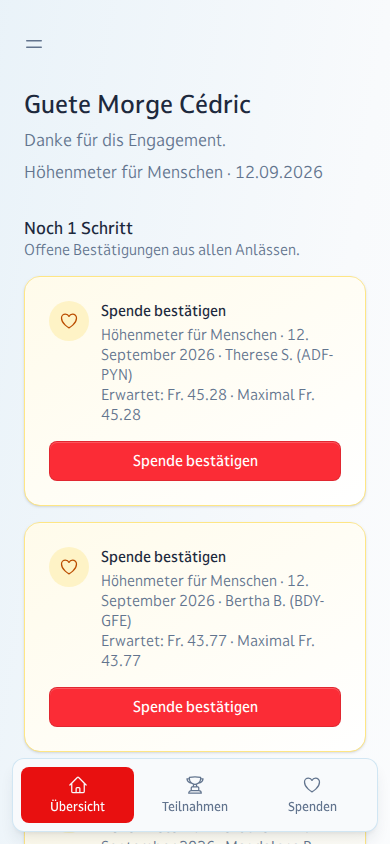 Guete Morge Cédric
Danke für dis Engagement.
Höhenmeter für Menschen · 12.09.2026
Noch 1 Schritt
Offene Bestätigungen aus allen Anlässen.
Spende bestätigen
Höhenmeter für Menschen · 12.
September 2026 · Therese S. (ADF-
PYN)
Erwartet: Fr. 45.28 · Maximal Fr.
45.28
Spende bestätigen
Spende bestätigen
Höhenmeter für Menschen · 12.
September 2026 · Bertha B. (BDY-
GFE)
Erwartet: Fr. 43.77 · Maximal Fr.
43.77
Spende bestätigen
Übersicht
Teilnahmen
Spenden